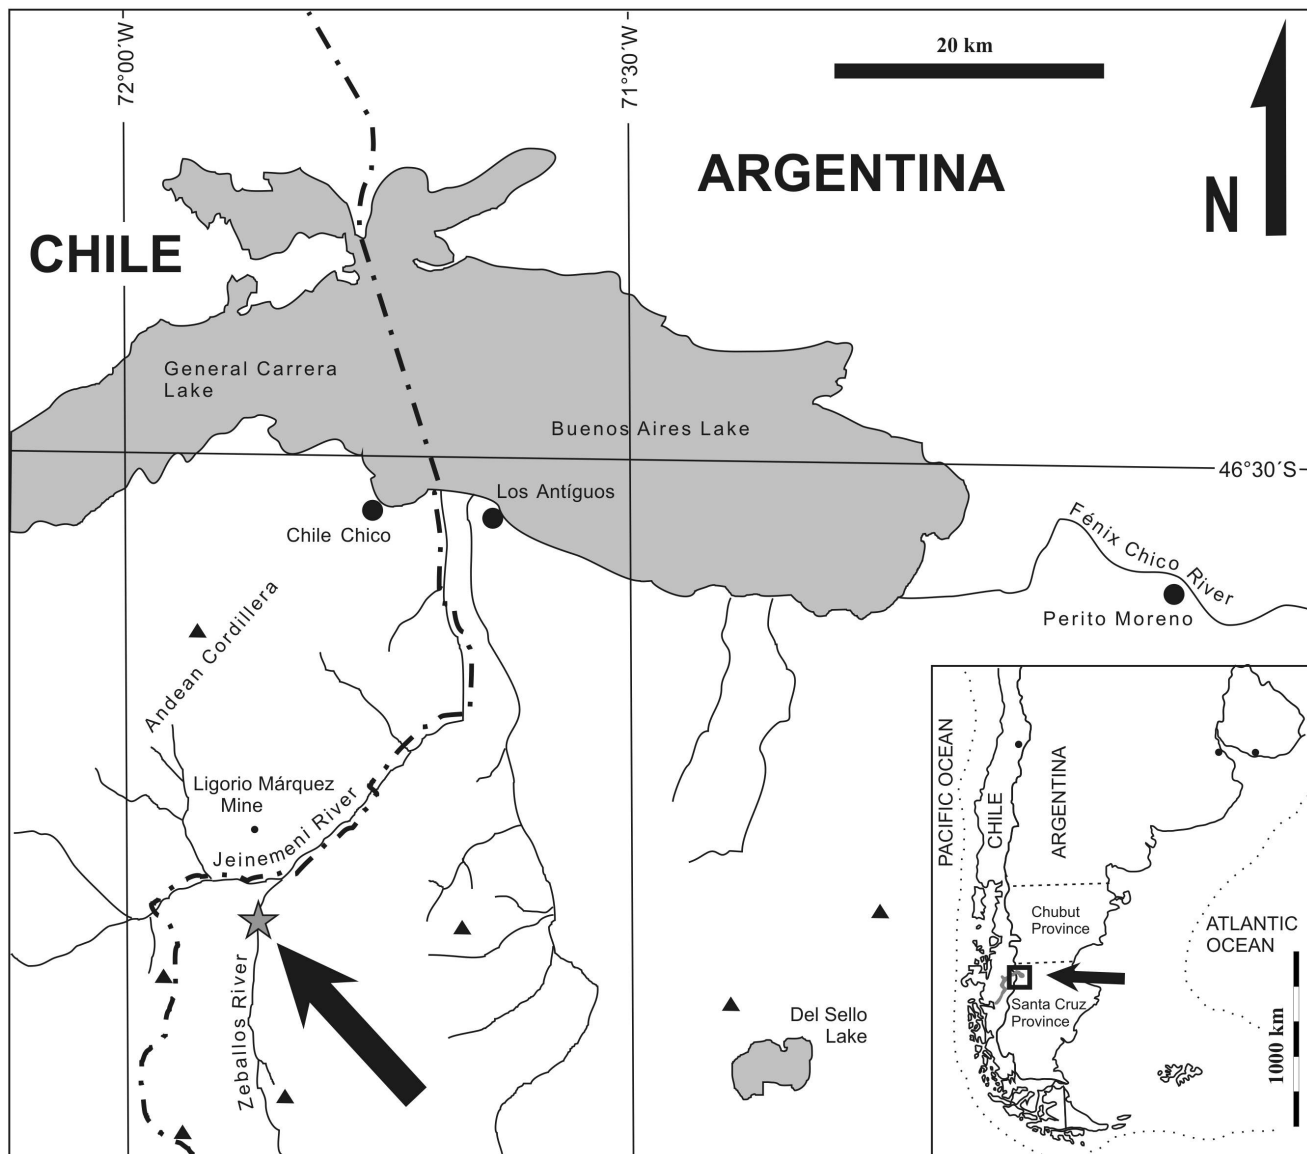 72°00´W
71°30´W
20 km
ARGENTINA
N
CHILE
General Carrera
Lake
Buenos Aires Lake
46°30´S
Los Antíguos
Chile Chico
Fénix Chico River
Perito Moreno
Andean Cordillera
Ligorio Márquez
Mine
Jeinemeni River
Zeballos River
Del Sello
Lake
PACIFIC OCEAN
CHILE
ARGENTINA
Chubut
Province
ATLANTIC
OCEAN
Santa Cruz
Province
1000 km